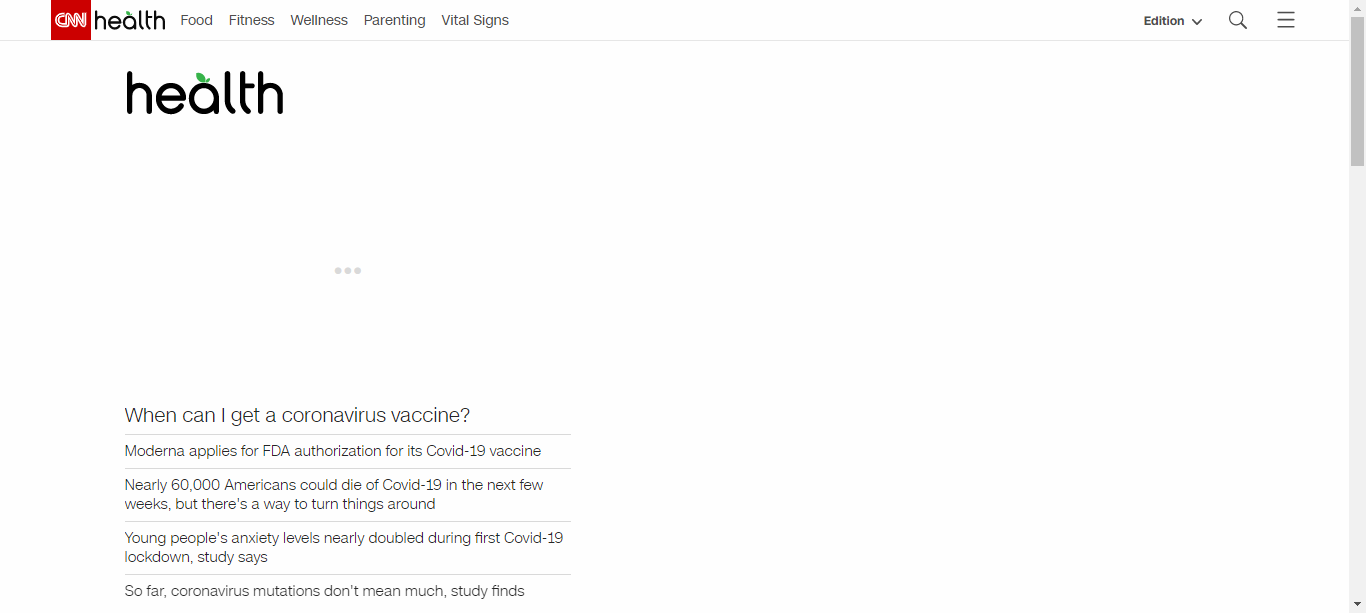 CNN health Food Fitness Wellness Parenting Vital Signs Edition
health
When can I get a coronavirus vaccine?
Moderna applies for FDA authorization for its Covid-19 vaccine
Nearly 60,000 Americans could die of Covid-19 in the next few
weeks, but there's a way to turn things around
Young people's anxiety levels nearly doubled during first Covid-19
lockdown, study says
So far, coronavirus mutations don't mean much, study finds